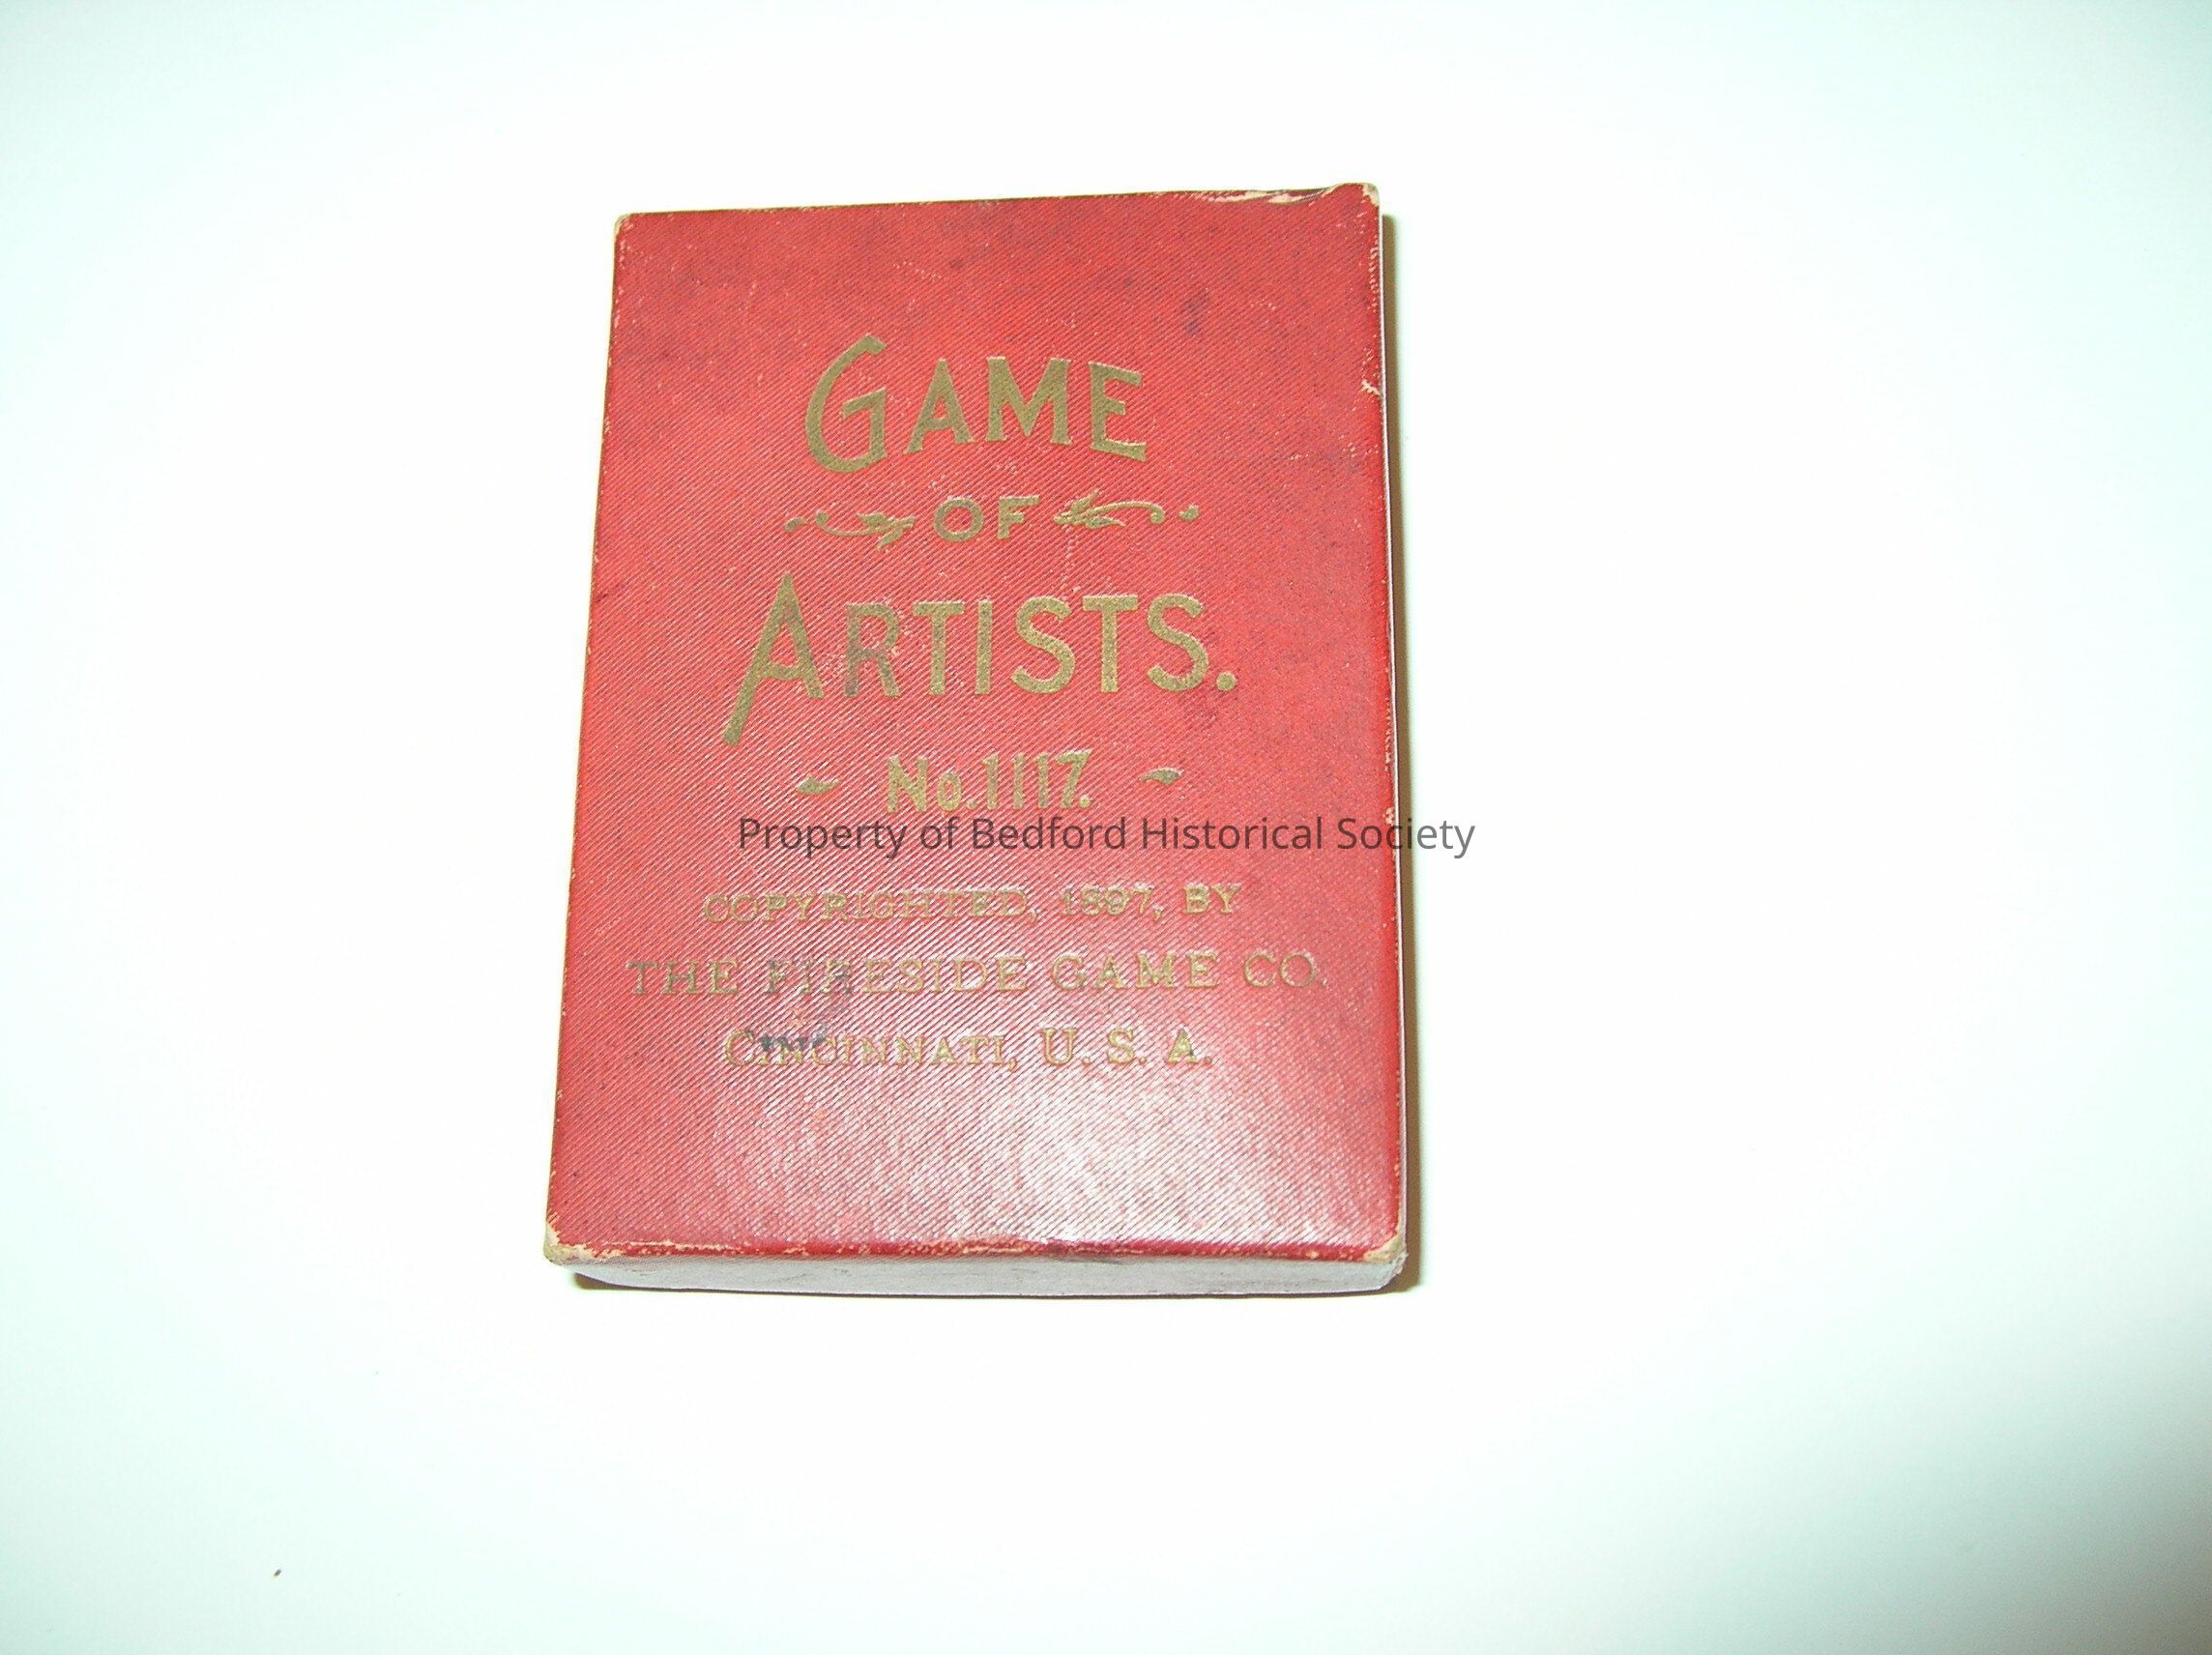 GAME
OF
ARTISTS.
No. 1117.
Property of Bedford Historical Society
COPYRIGHTED, 1897, BY
THE FIRESIDE GAME CO.
CINCINNATI, U. S. A.